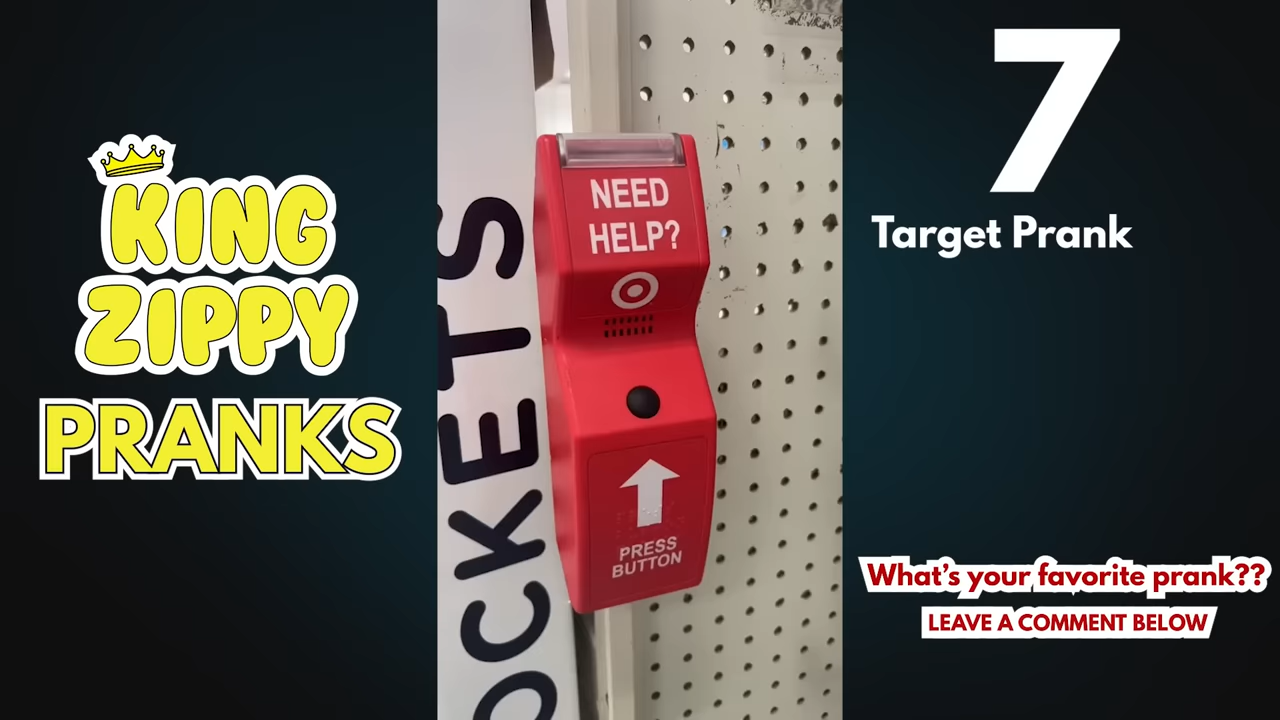 KING
ZIPPY
PRANKS
OCKETS
NEED
HELP?
PRESS
BUTTON
7
Target Prank
What's your favorite prank??
LEAVE A COMMENT BELOW